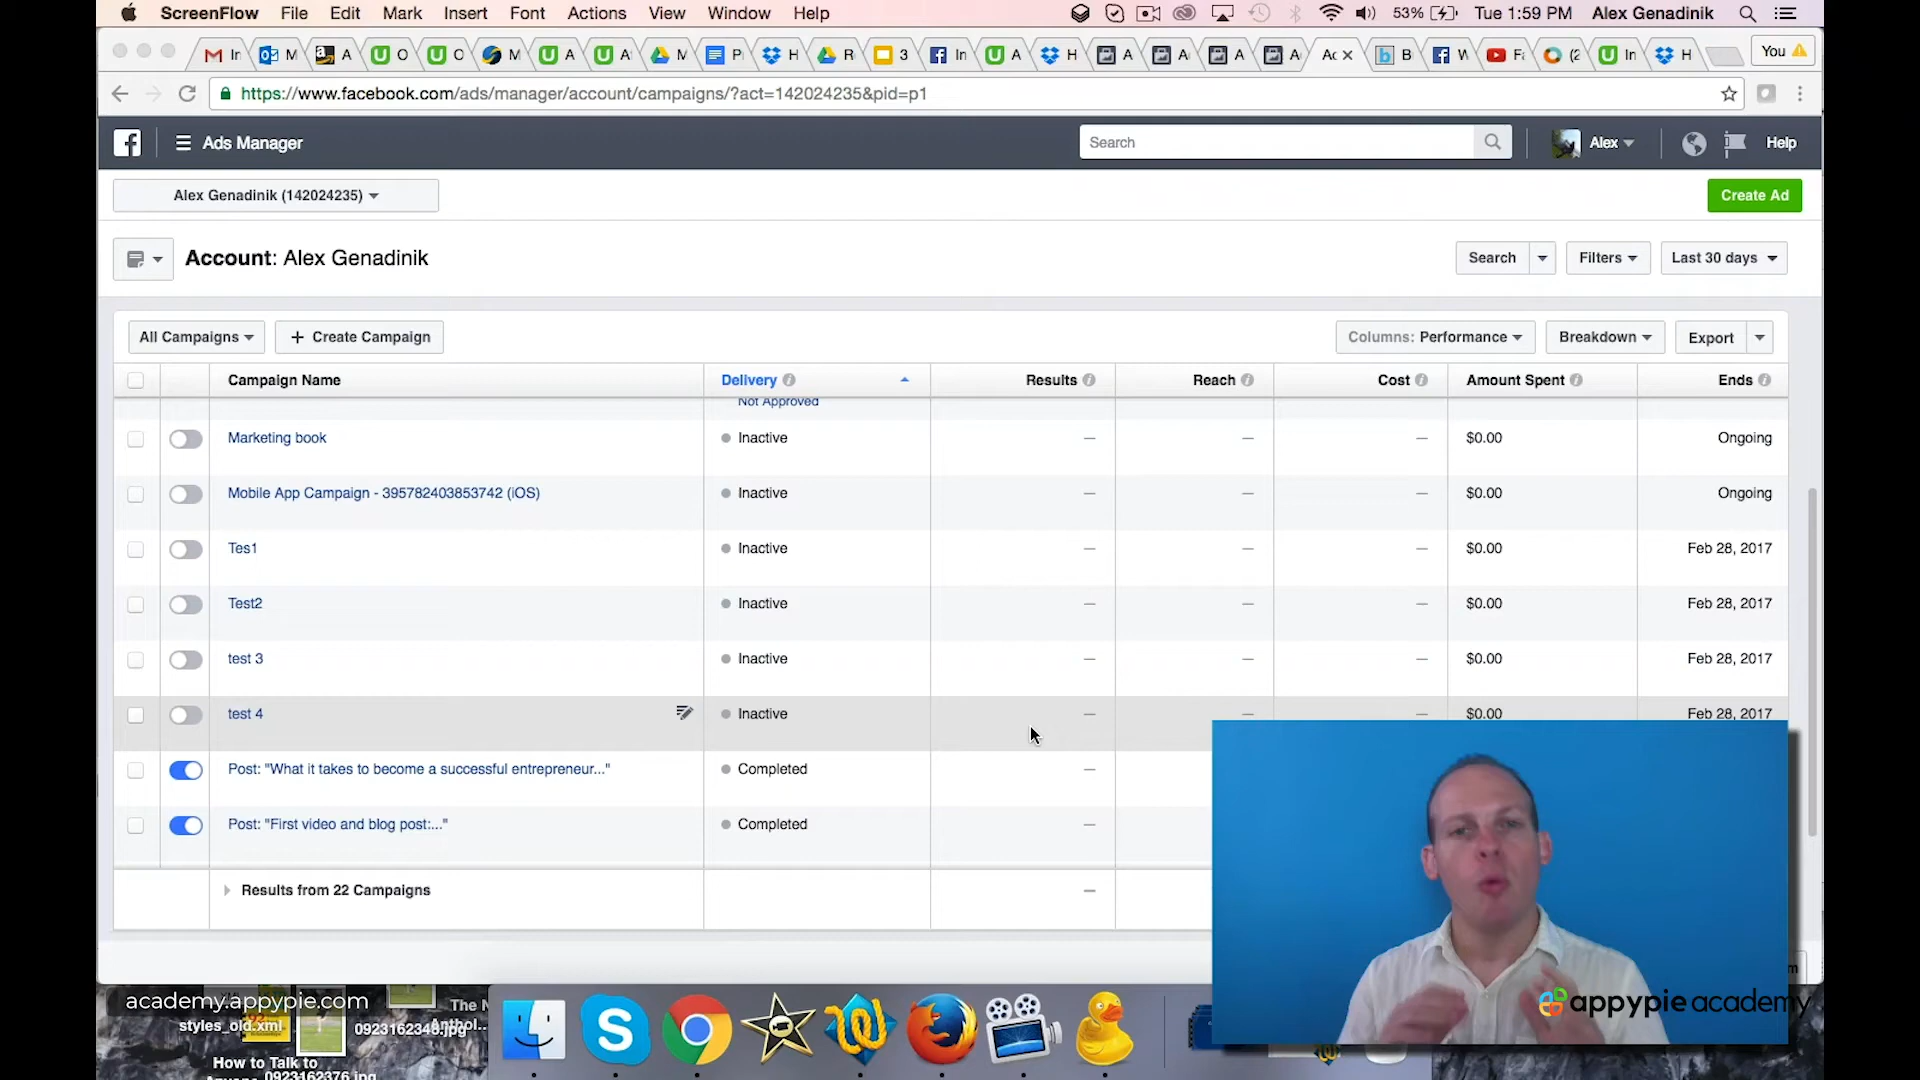 ScreenFlow File Edit Mark Insert Font Actions View Window Help 53% Tue 1:59 PM Alex Genadinik
https://www.facebook.com/ads/manager/account/campaigns/?act=142024235&pid=p1
You
Ads Manager Search Alex Help
Alex Genadinik (142024235) Create Ad
Account: Alex Genadinik Search Filters Last 30 days
All Campaigns + Create Campaign Columns: Performance Breakdown Export
Campaign Name Delivery Results Reach Cost Amount Spent Ends
Not Approved
Marketing book Inactive — — — $0.00 Ongoing
Mobile App Campaign - 395782403853742 (iOS) Inactive — — — $0.00 Ongoing
Tes1 Inactive — — — $0.00 Feb 28, 2017
Test2 Inactive — — — $0.00 Feb 28, 2017
test 3 Inactive — — — $0.00 Feb 28, 2017
test 4 Inactive — — — $0.00 Feb 28, 2017
Post: "What it takes to become a successful entrepreneur..." Completed —
Post: "First video and blog post:..." Completed —
Results from 22 Campaigns —
academy.appypie.com
The N
styles_old.xml 0923162348.jpg
How to Talk to
0923162376.jpg
appypie academy